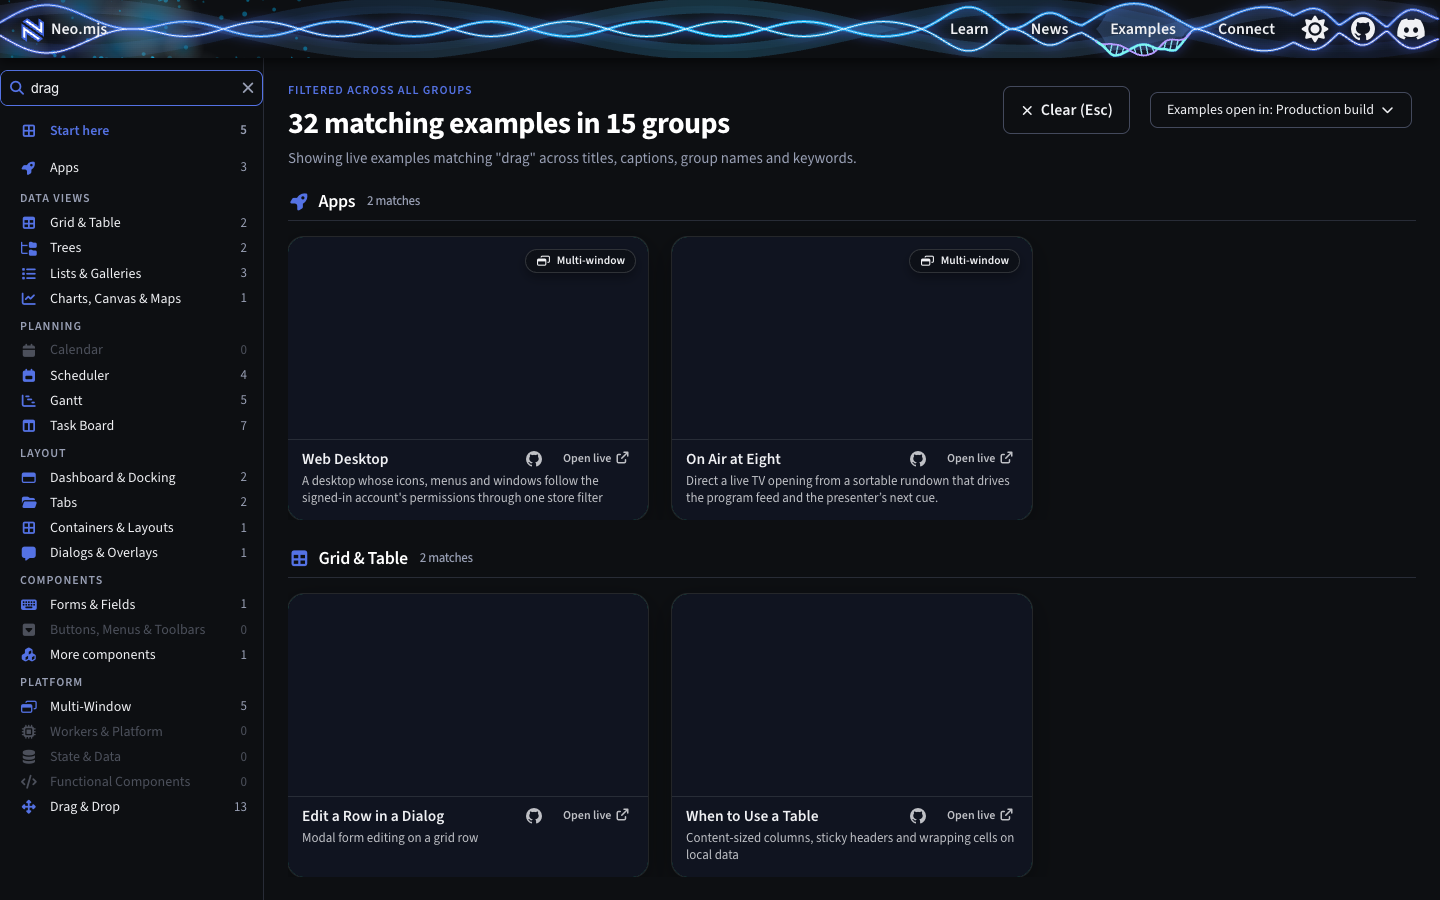 Neo.mjs
Learn
News
Examples
Connect
drag
Start here 5
Apps 3
DATA VIEWS
Grid & Table 2
Trees 2
Lists & Galleries 3
Charts, Canvas & Maps 1
PLANNING
Calendar 0
Scheduler 4
Gantt 5
Task Board 7
LAYOUT
Dashboard & Docking 2
Tabs 2
Containers & Layouts 1
Dialogs & Overlays 1
COMPONENTS
Forms & Fields 1
Buttons, Menus & Toolbars 0
More components 1
PLATFORM
Multi-Window 5
Workers & Platform 0
State & Data 0
Functional Components 0
Drag & Drop 13
FILTERED ACROSS ALL GROUPS
32 matching examples in 15 groups
Showing live examples matching "drag" across titles, captions, group names and keywords.
Clear (Esc)
Examples open in: Production build
Apps 2 matches
Multi-window
Web Desktop Open live
A desktop whose icons, menus and windows follow the
signed-in account's permissions through one store filter
Multi-window
On Air at Eight Open live
Direct a live TV opening from a sortable rundown that drives
the program feed and the presenter's next cue.
Grid & Table 2 matches
Edit a Row in a Dialog Open live
Modal form editing on a grid row
When to Use a Table Open live
Content-sized columns, sticky headers and wrapping cells on
local data